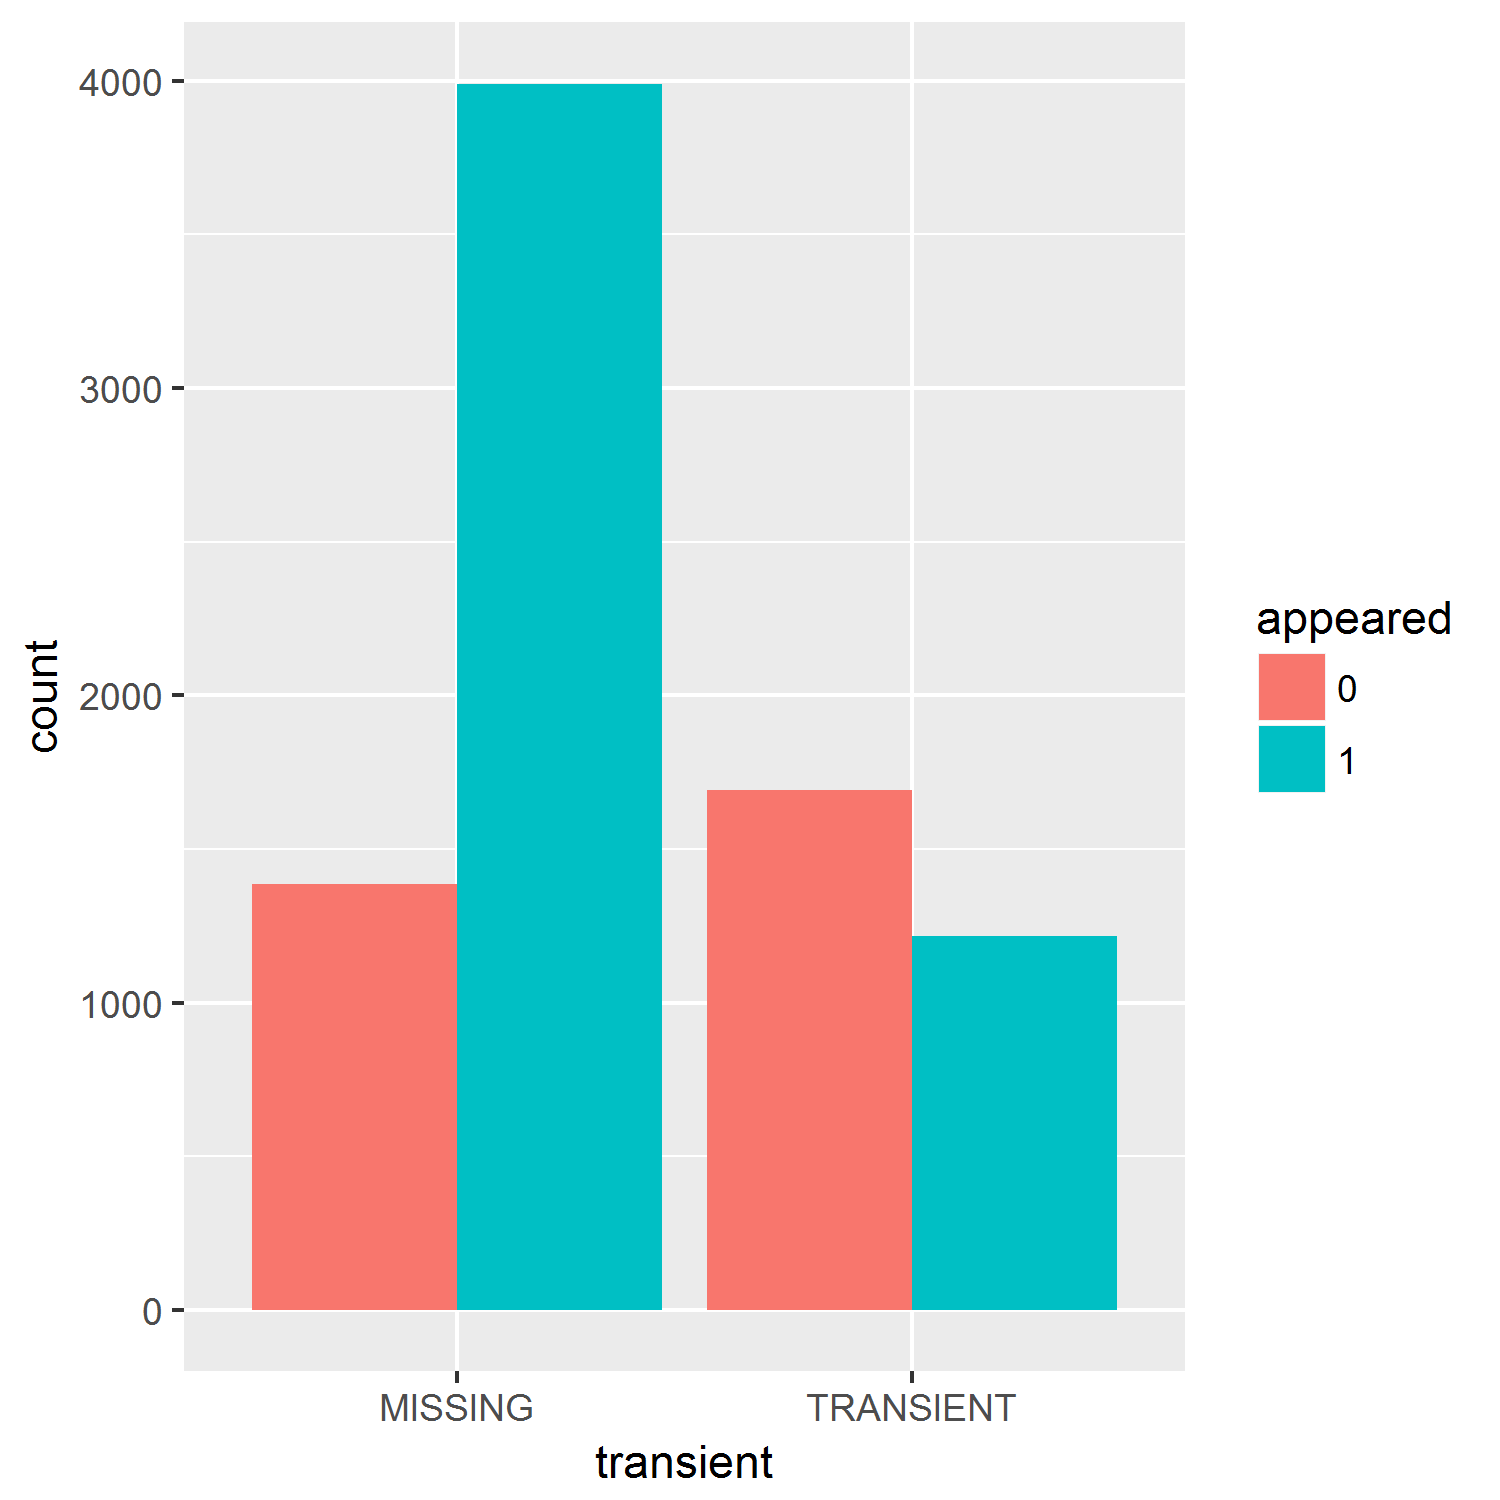 4000
3000
2000
1000
0
count
MISSING
TRANSIENT
transient
appeared
0
1